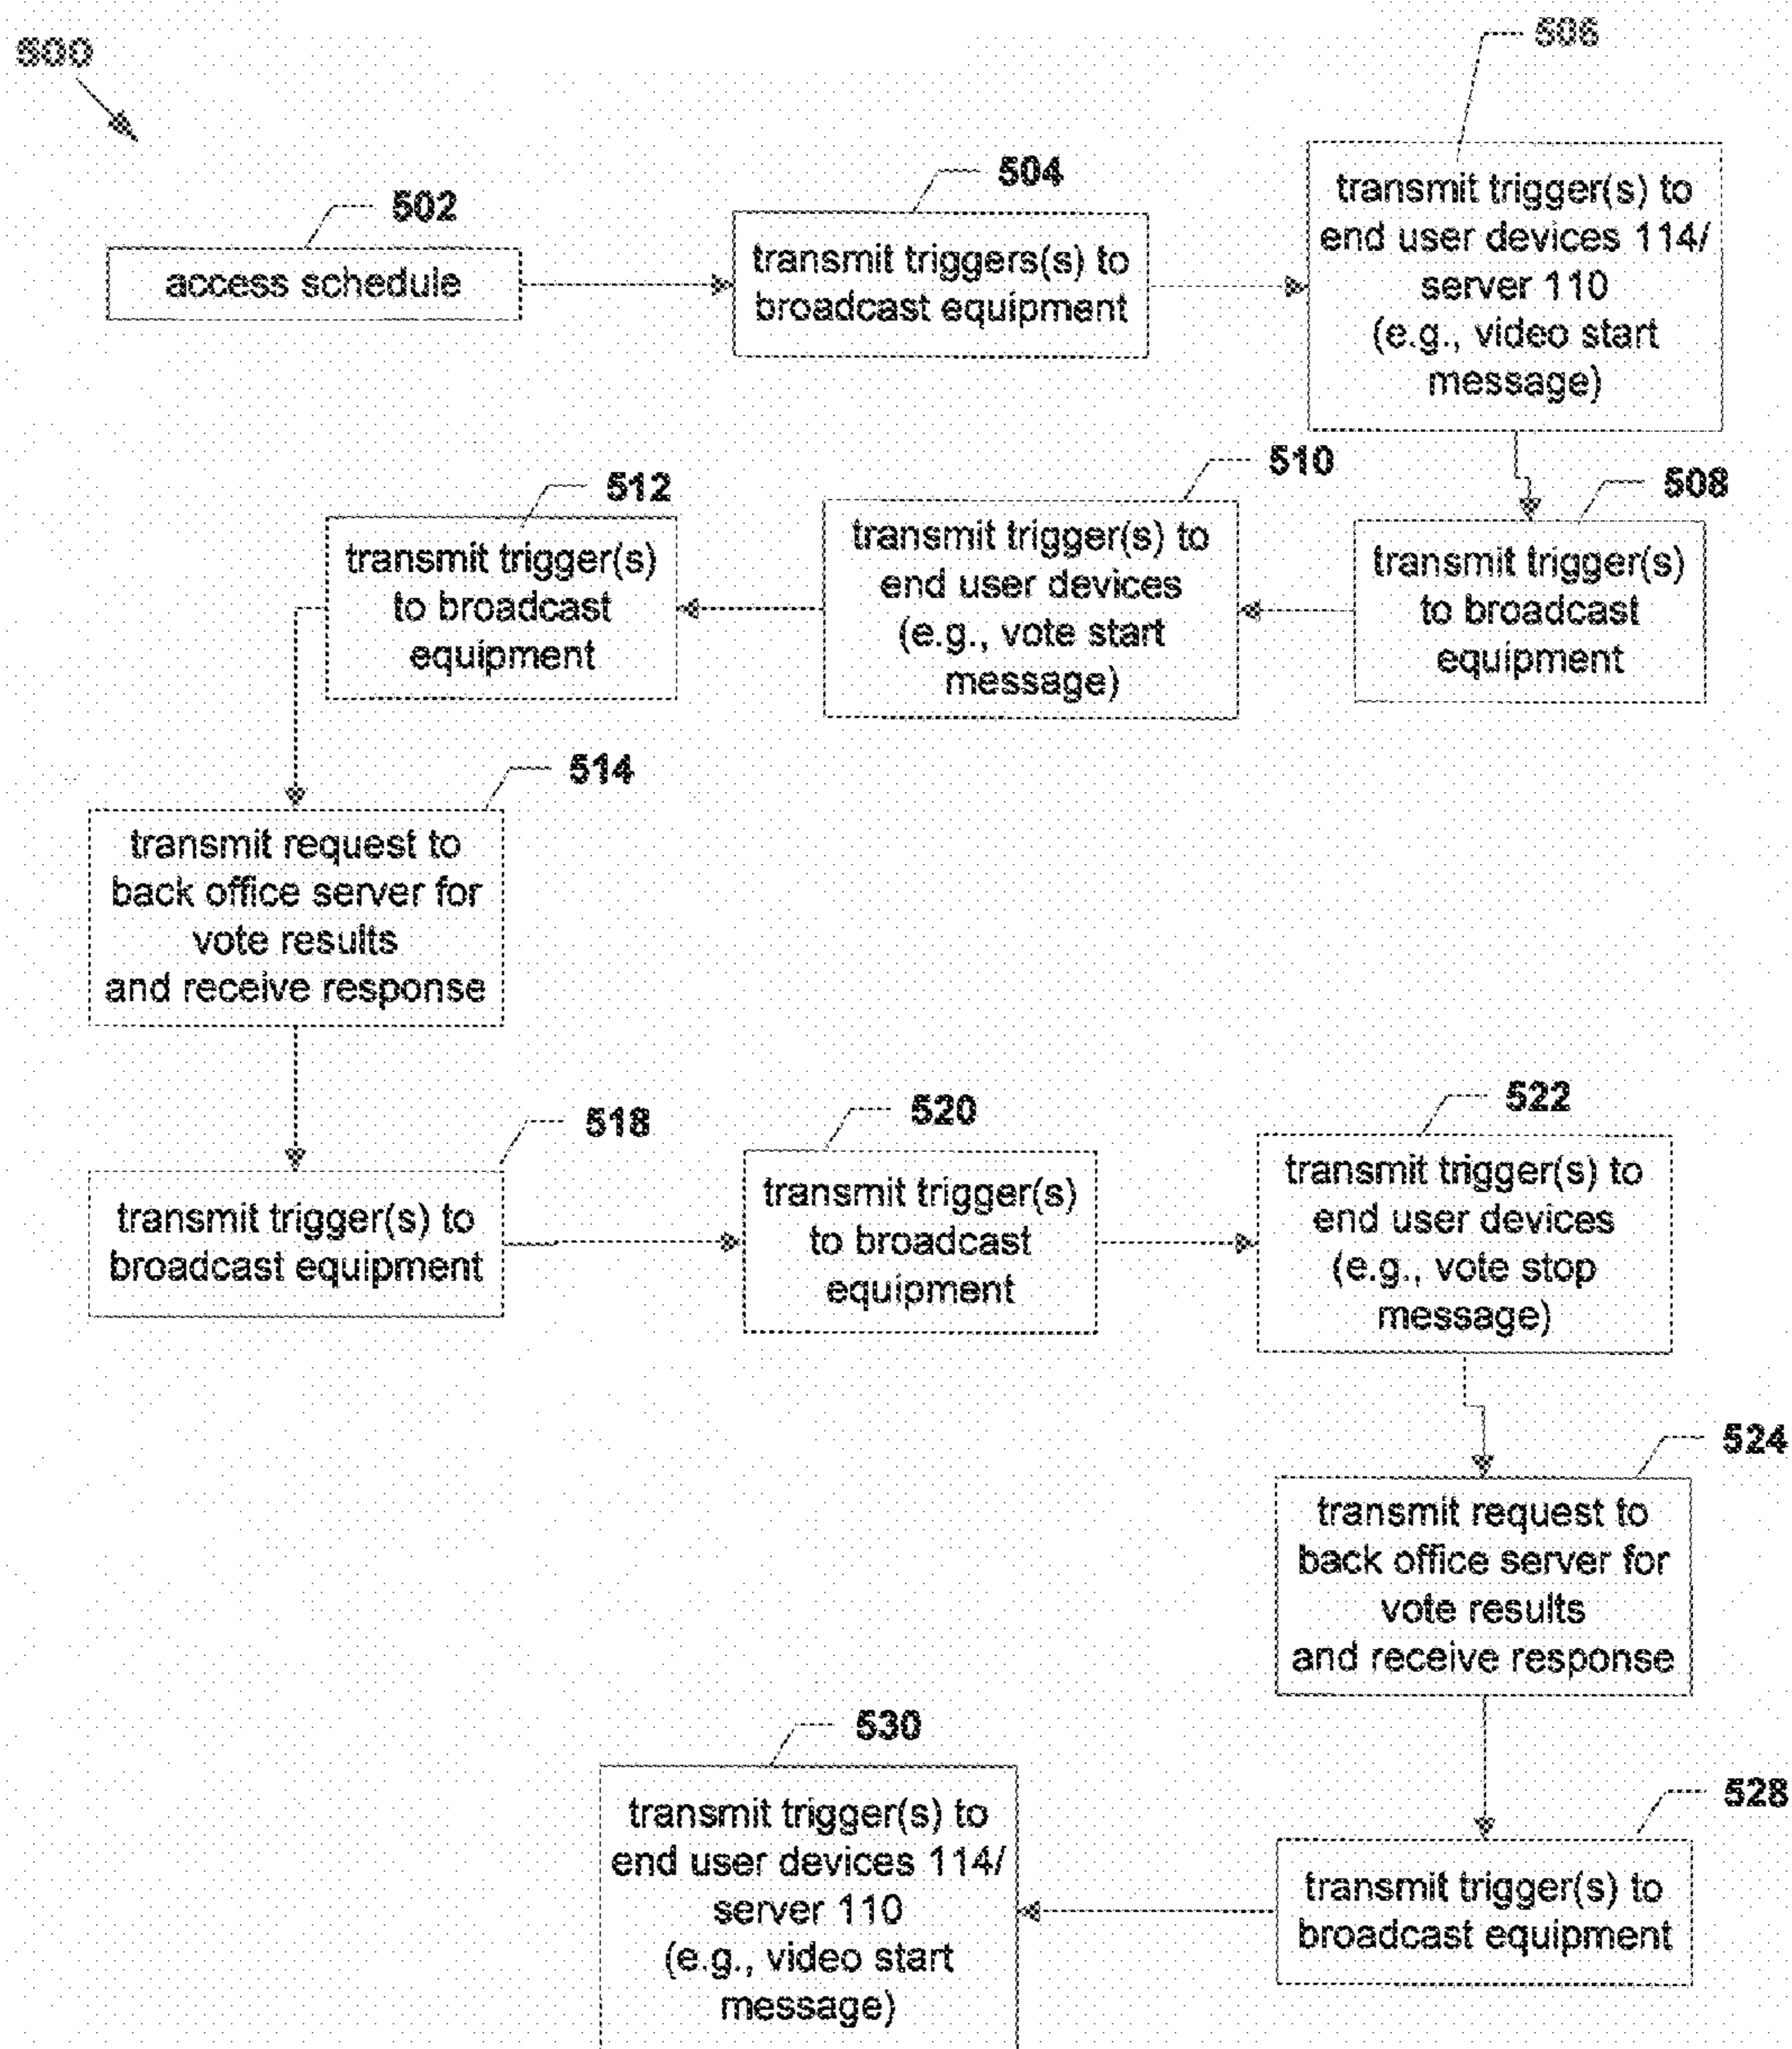 500
502
access schedule
504
transmit triggers(s) to
broadcast equipment
506
transmit trigger(s) to
end user devices 114/
server 110
(e.g., video start
message)
508
transmit trigger(s)
to broadcast
equipment
510
transmit trigger(s) to
end user devices
(e.g., vote start
message)
512
transmit trigger(s)
to broadcast
equipment
514
transmit request to
back office server for
vote results
and receive response
518
transmit trigger(s) to
broadcast equipment
520
transmit trigger(s)
to broadcast
equipment
522
transmit trigger(s) to
end user devices
(e.g., vote stop
message)
524
transmit request to
back office server for
vote results
and receive response
528
transmit trigger(s) to
broadcast equipment
530
transmit trigger(s) to
end user devices 114/
server 110
(e.g., video start
message)